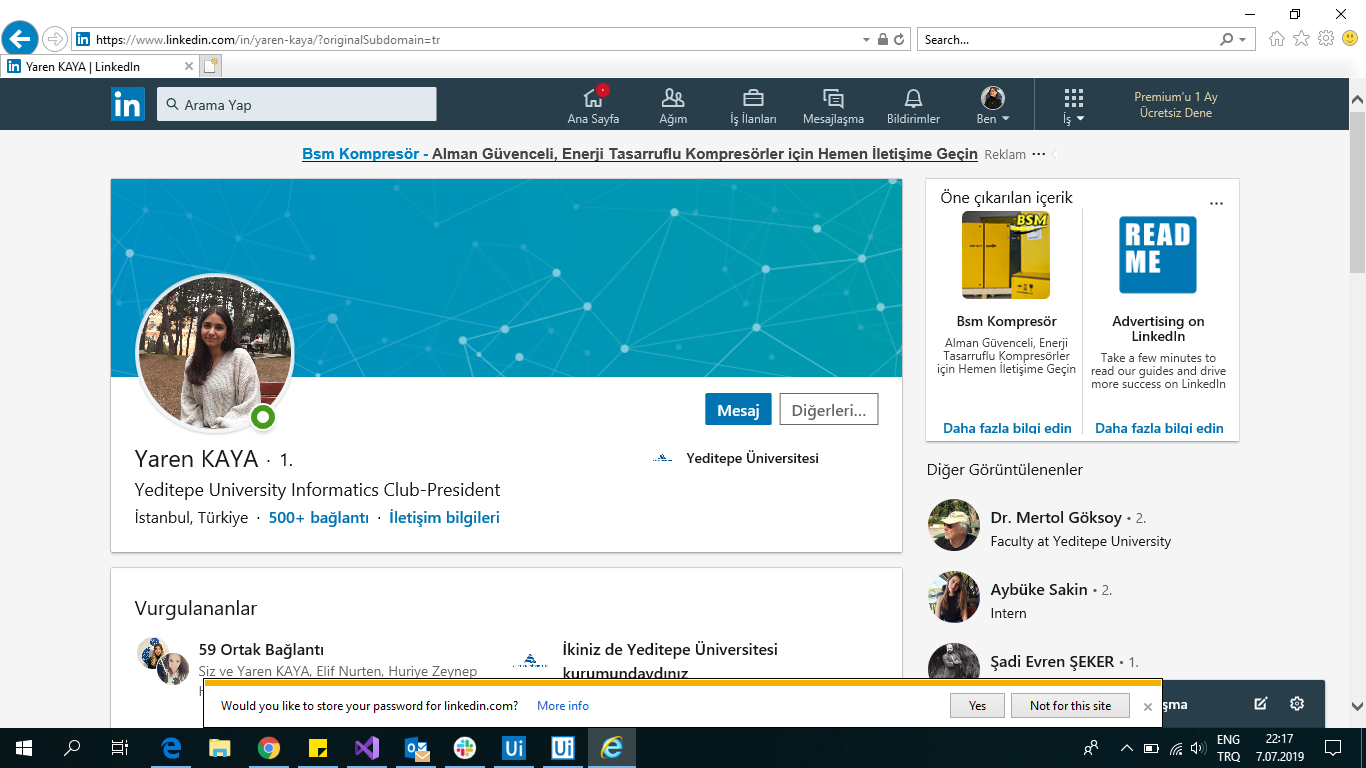 https://www.linkedin.com/in/yaren-kaya/?originalSubdomain=tr
Search...
Yaren KAYA | LinkedIn
in
Arama Yap
Ana Sayfa
Ağım
İş İlanları
Mesajlaşma
Bildirimler
Ben
İş
Premium'u 1 Ay
Ücretsiz Dene
Bsm Kompresör - Alman Güvenceli, Enerji Tasarruflu Kompresörler için Hemen İletişime Geçin Reklam ...
Mesaj
Diğerleri...
Yaren KAYA · 1.
Yeditepe Üniversitesi
Yeditepe University Informatics Club-President
İstanbul, Türkiye · 500+ bağlantı · İletişim bilgileri
Vurgulananlar
59 Ortak Bağlantı
Siz ve Yaren KAYA, Elif Nurten, Huriye Zeynep
İkiniz de Yeditepe Üniversitesi
kurumundaydınız
Öne çıkarılan içerik
...
BSM
Bsm Kompresör
Alman Güvenceli, Enerji
Tasarruflu Kompresörler
için Hemen İletişime Geçin
Daha fazla bilgi edin
READ
ME
Advertising on
LinkedIn
Take a few minutes to
read our guides and drive
more success on LinkedIn
Daha fazla bilgi edin
Diğer Görüntülenenler
Dr. Mertol Göksoy • 2.
Faculty at Yeditepe University
Aybüke Sakin • 2.
Intern
Şadi Evren ŞEKER • 1.
şma
Would you like to store your password for linkedin.com?
More info
Yes
Not for this site
Ui
Ui
ENG
TRQ
22:17
7.07.2019